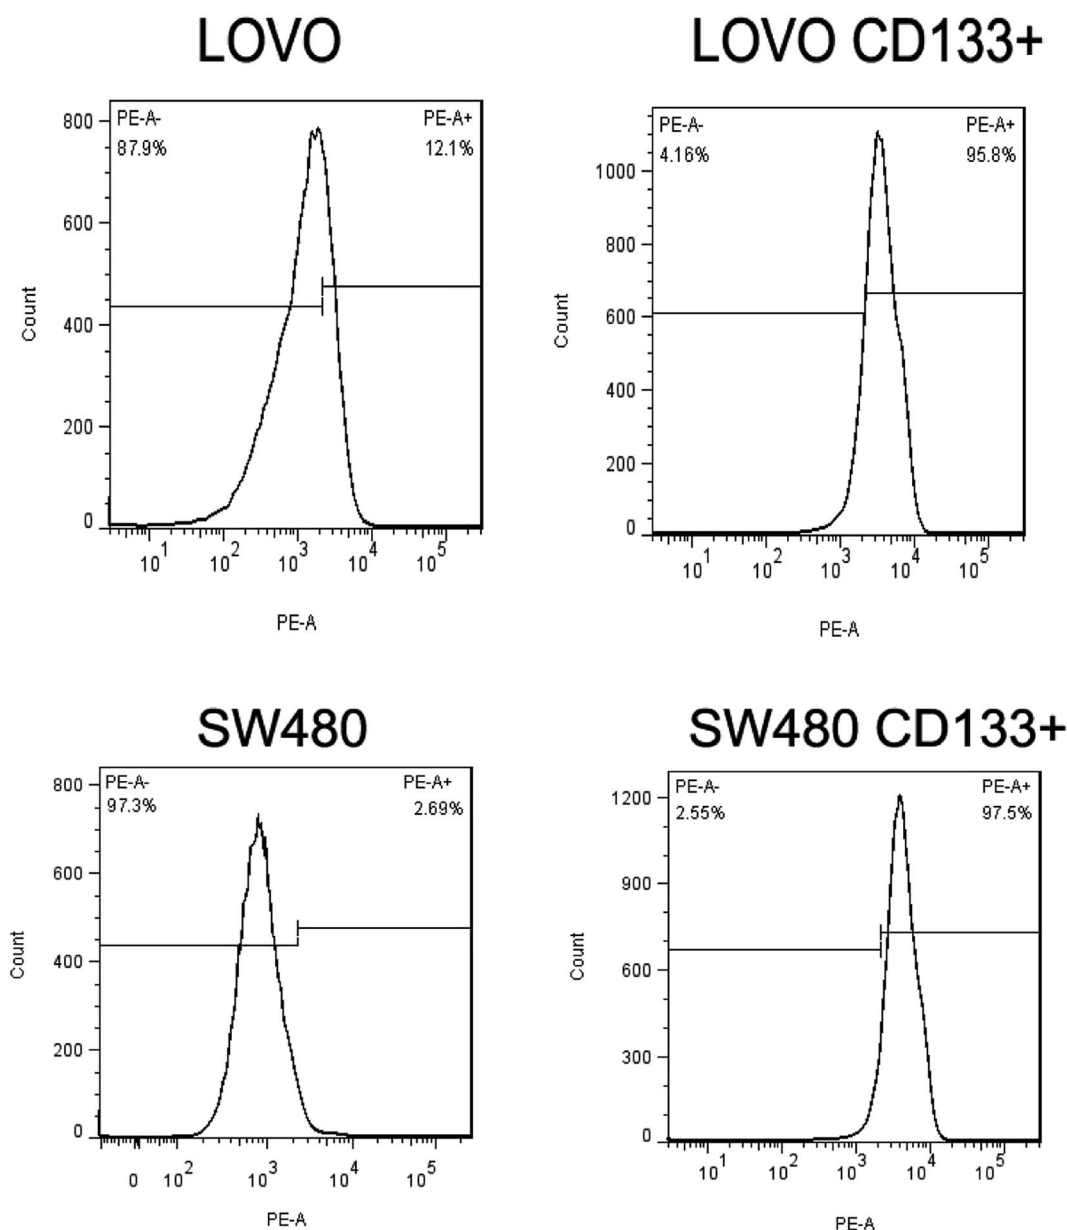 LOVO
LOVO CD133+
PE-A-
PE-A+
87.9%
12.1%
800
600
400
200
0
Count
10^1 10^2 10^3 10^4 10^5
PE-A
PE-A-
PE-A+
4.16%
95.8%
1000
800
600
400
200
0
Count
10^1 10^2 10^3 10^4 10^5
PE-A
SW480
SW480 CD133+
PE-A-
PE-A+
97.3%
2.69%
800
600
400
200
0
Count
0 10^2 10^3 10^4 10^5
PE-A
PE-A-
PE-A+
2.55%
97.5%
1200
900
600
300
0
Count
10^1 10^2 10^3 10^4 10^5
PE-A